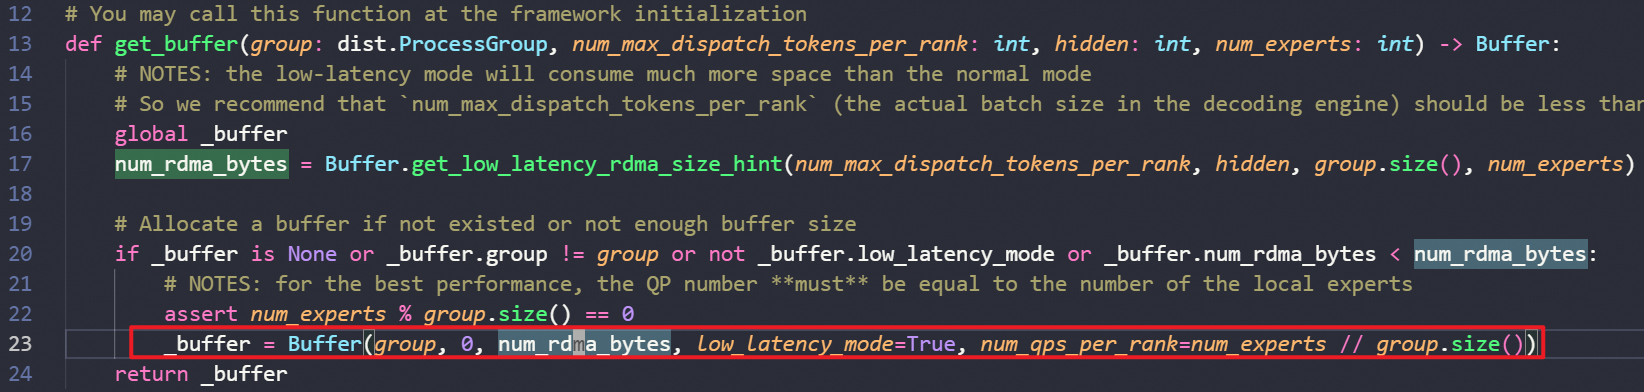 12 # You may call this function at the framework initialization
13 def get_buffer(group: dist.ProcessGroup, num_max_dispatch_tokens_per_rank: int, hidden: int, num_experts: int) -> Buffer:
14     # NOTES: the low-latency mode will consume much more space than the normal mode
15     # So we recommend that `num_max_dispatch_tokens_per_rank` (the actual batch size in the decoding engine) should be less than
16     global _buffer
17     num_rdma_bytes = Buffer.get_low_latency_rdma_size_hint(num_max_dispatch_tokens_per_rank, hidden, group.size(), num_experts)
18
19     # Allocate a buffer if not existed or not enough buffer size
20     if _buffer is None or _buffer.group != group or not _buffer.low_latency_mode or _buffer.num_rdma_bytes < num_rdma_bytes:
21         # NOTES: for the best performance, the QP number **must** be equal to the number of the local experts
22         assert num_experts % group.size() == 0
23         _buffer = Buffer(group, 0, num_rdma_bytes, low_latency_mode=True, num_qps_per_rank=num_experts // group.size())
24     return _buffer